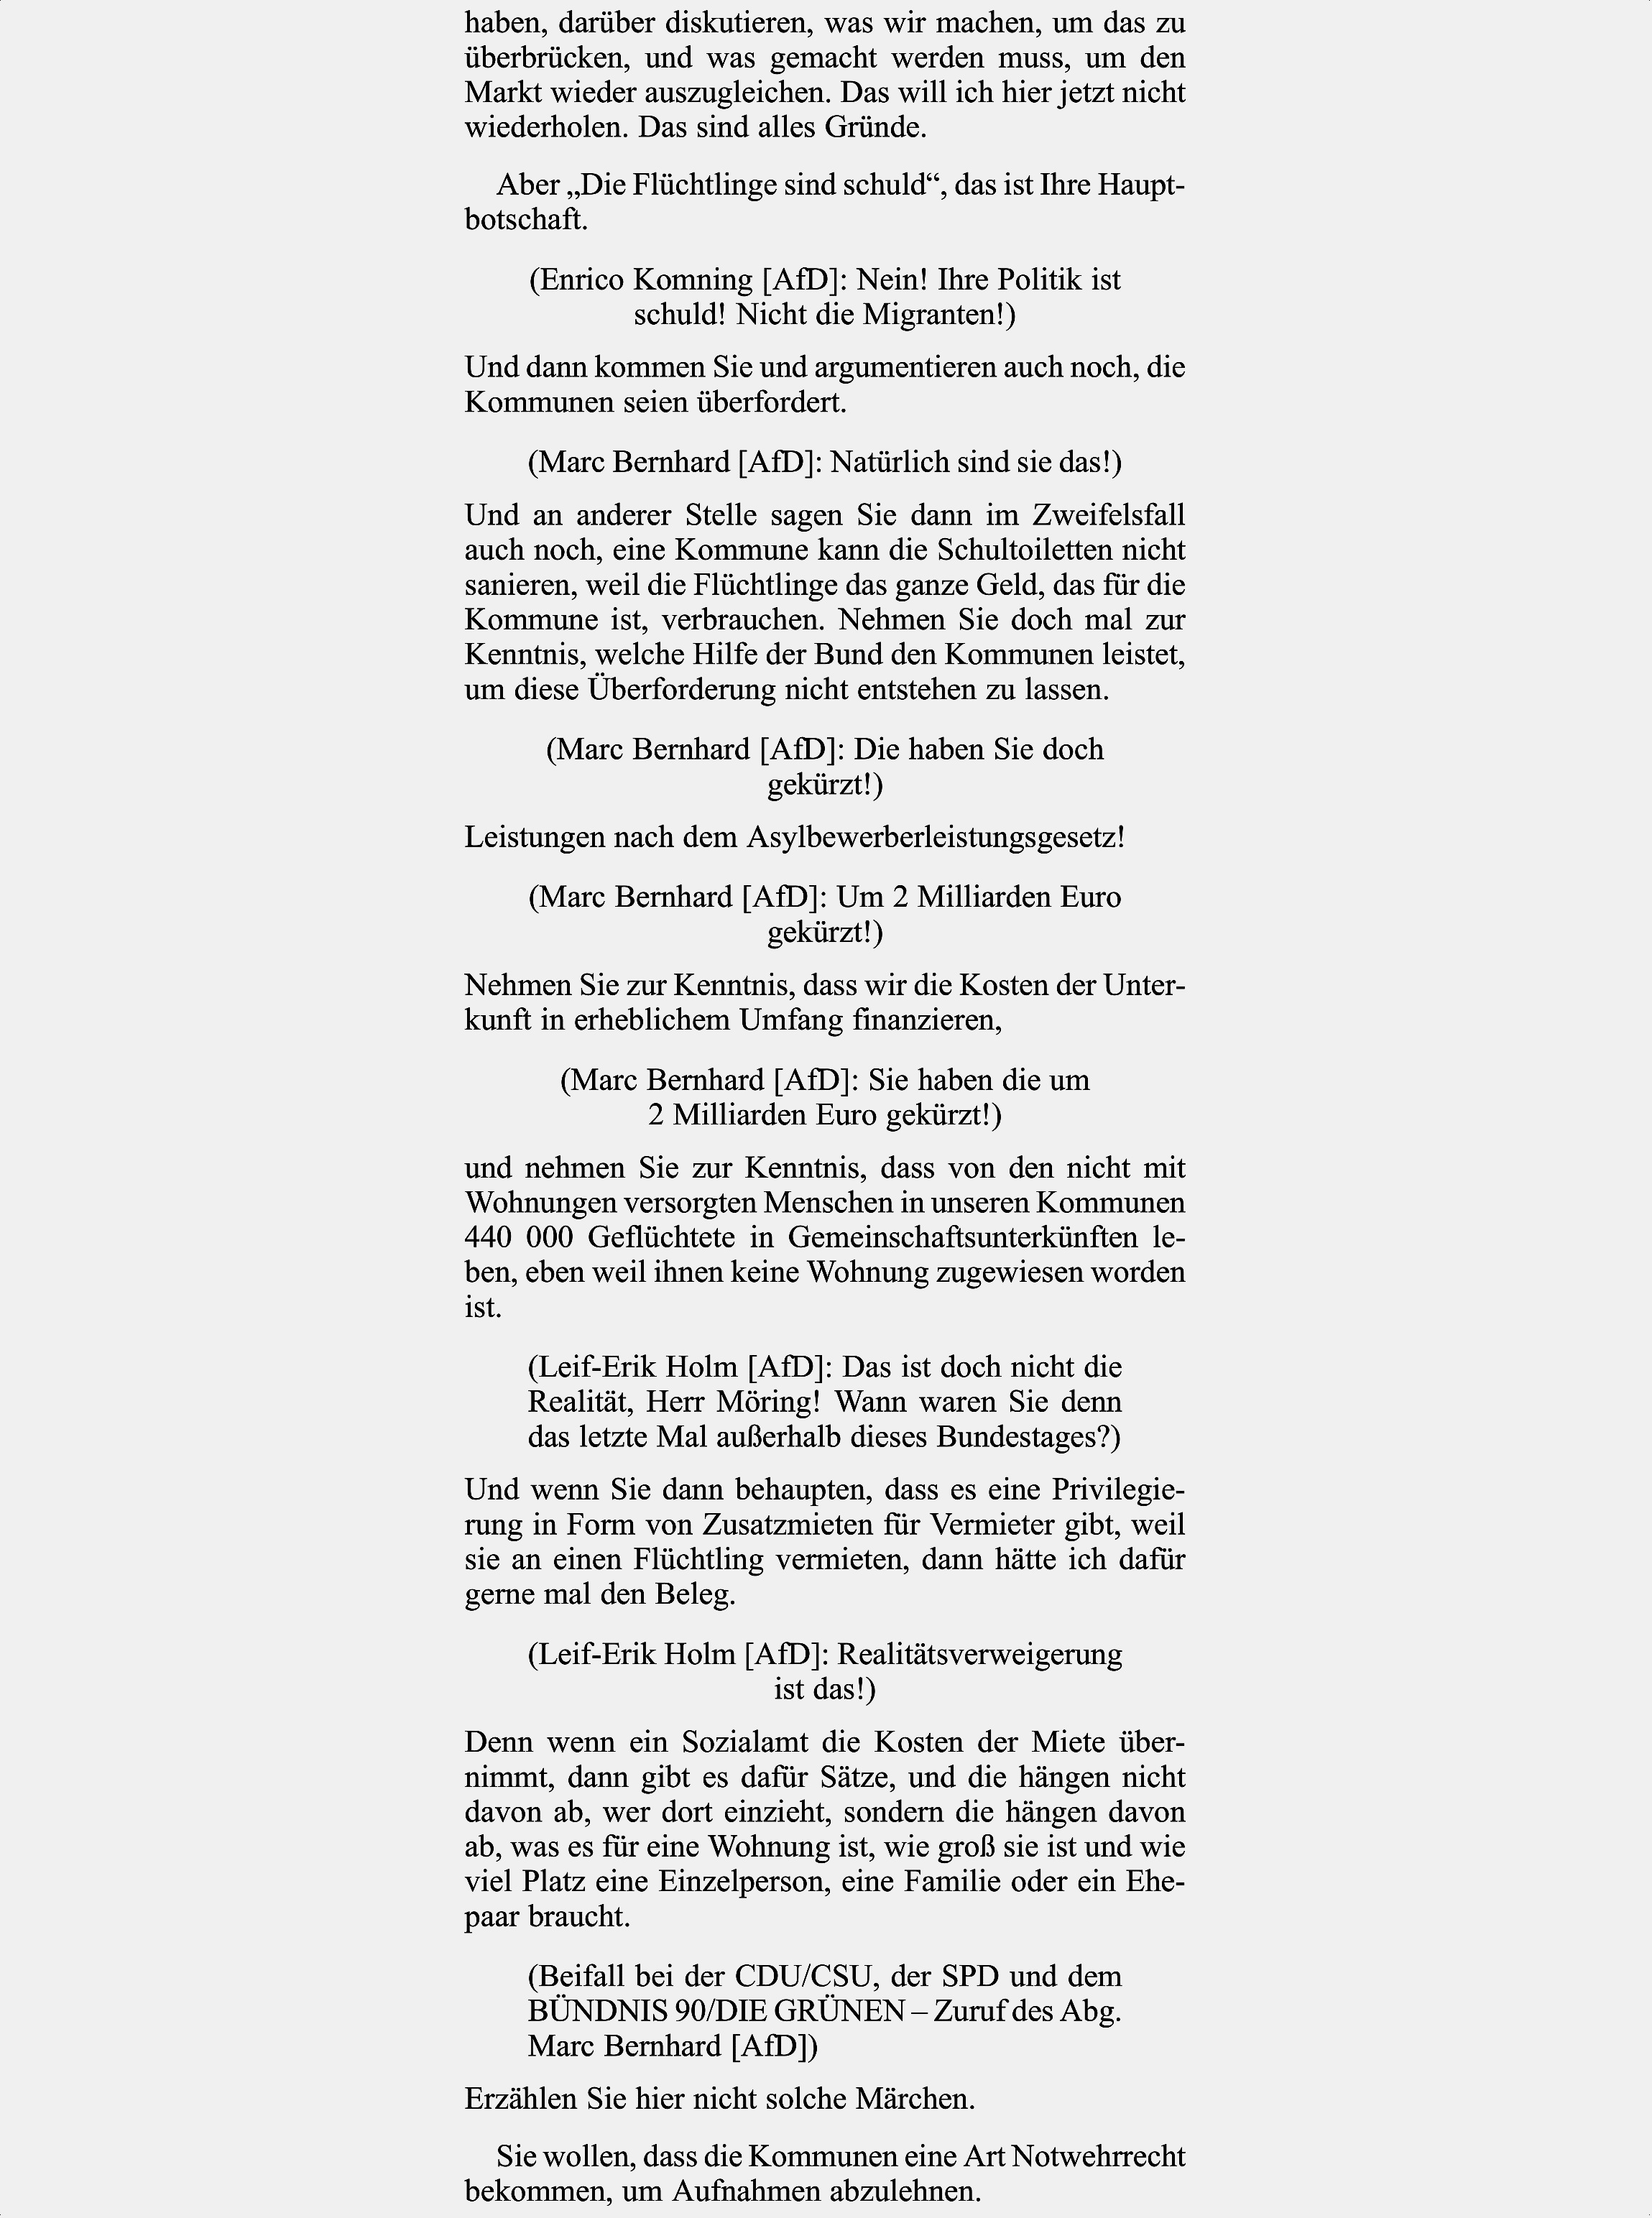 haben, darüber diskutieren, was wir machen, um das zu
überbrücken, und was gemacht werden muss, um den
Markt wieder auszugleichen. Das will ich hier jetzt nicht
wiederholen. Das sind alles Gründe.
Aber „Die Flüchtlinge sind schuld“, das ist Ihre Haupt-
botschaft.
(Enrico Komning [AfD]: Nein! Ihre Politik ist
schuld! Nicht die Migranten!)
Und dann kommen Sie und argumentieren auch noch, die
Kommunen seien überfordert.
(Marc Bernhard [AfD]: Natürlich sind sie das!)
Und an anderer Stelle sagen Sie dann im Zweifelsfall
auch noch, eine Kommune kann die Schultoiletten nicht
sanieren, weil die Flüchtlinge das ganze Geld, das für die
Kommune ist, verbrauchen. Nehmen Sie doch mal zur
Kenntnis, welche Hilfe der Bund den Kommunen leistet,
um diese Überforderung nicht entstehen zu lassen.
(Marc Bernhard [AfD]: Die haben Sie doch
gekürzt!)
Leistungen nach dem Asylbewerberleistungsgesetz!
(Marc Bernhard [AfD]: Um 2 Milliarden Euro
gekürzt!)
Nehmen Sie zur Kenntnis, dass wir die Kosten der Unter-
kunft in erheblichem Umfang finanzieren,
(Marc Bernhard [AfD]: Sie haben die um
2 Milliarden Euro gekürzt!)
und nehmen Sie zur Kenntnis, dass von den nicht mit
Wohnungen versorgten Menschen in unseren Kommunen
440 000 Geflüchtete in Gemeinschaftsunterkünften le-
ben, eben weil ihnen keine Wohnung zugewiesen worden
ist.
(Leif-Erik Holm [AfD]: Das ist doch nicht die
Realität, Herr Möring! Wann waren Sie denn
das letzte Mal außerhalb dieses Bundestages?)
Und wenn Sie dann behaupten, dass es eine Privilegie-
rung in Form von Zusatzmieten für Vermieter gibt, weil
sie an einen Flüchtling vermieten, dann hätte ich dafür
gerne mal den Beleg.
(Leif-Erik Holm [AfD]: Realitätsverweigerung
ist das!)
Denn wenn ein Sozialamt die Kosten der Miete über-
nimmt, dann gibt es dafür Sätze, und die hängen nicht
davon ab, wer dort einzieht, sondern die hängen davon
ab, was es für eine Wohnung ist, wie groß sie ist und wie
viel Platz eine Einzelperson, eine Familie oder ein Ehe-
paar braucht.
(Beifall bei der CDU/CSU, der SPD und dem
BÜNDNIS 90/DIE GRÜNEN – Zuruf des Abg.
Marc Bernhard [AfD])
Erzählen Sie hier nicht solche Märchen.
Sie wollen, dass die Kommunen eine Art Notwehrrecht
bekommen, um Aufnahmen abzulehnen.